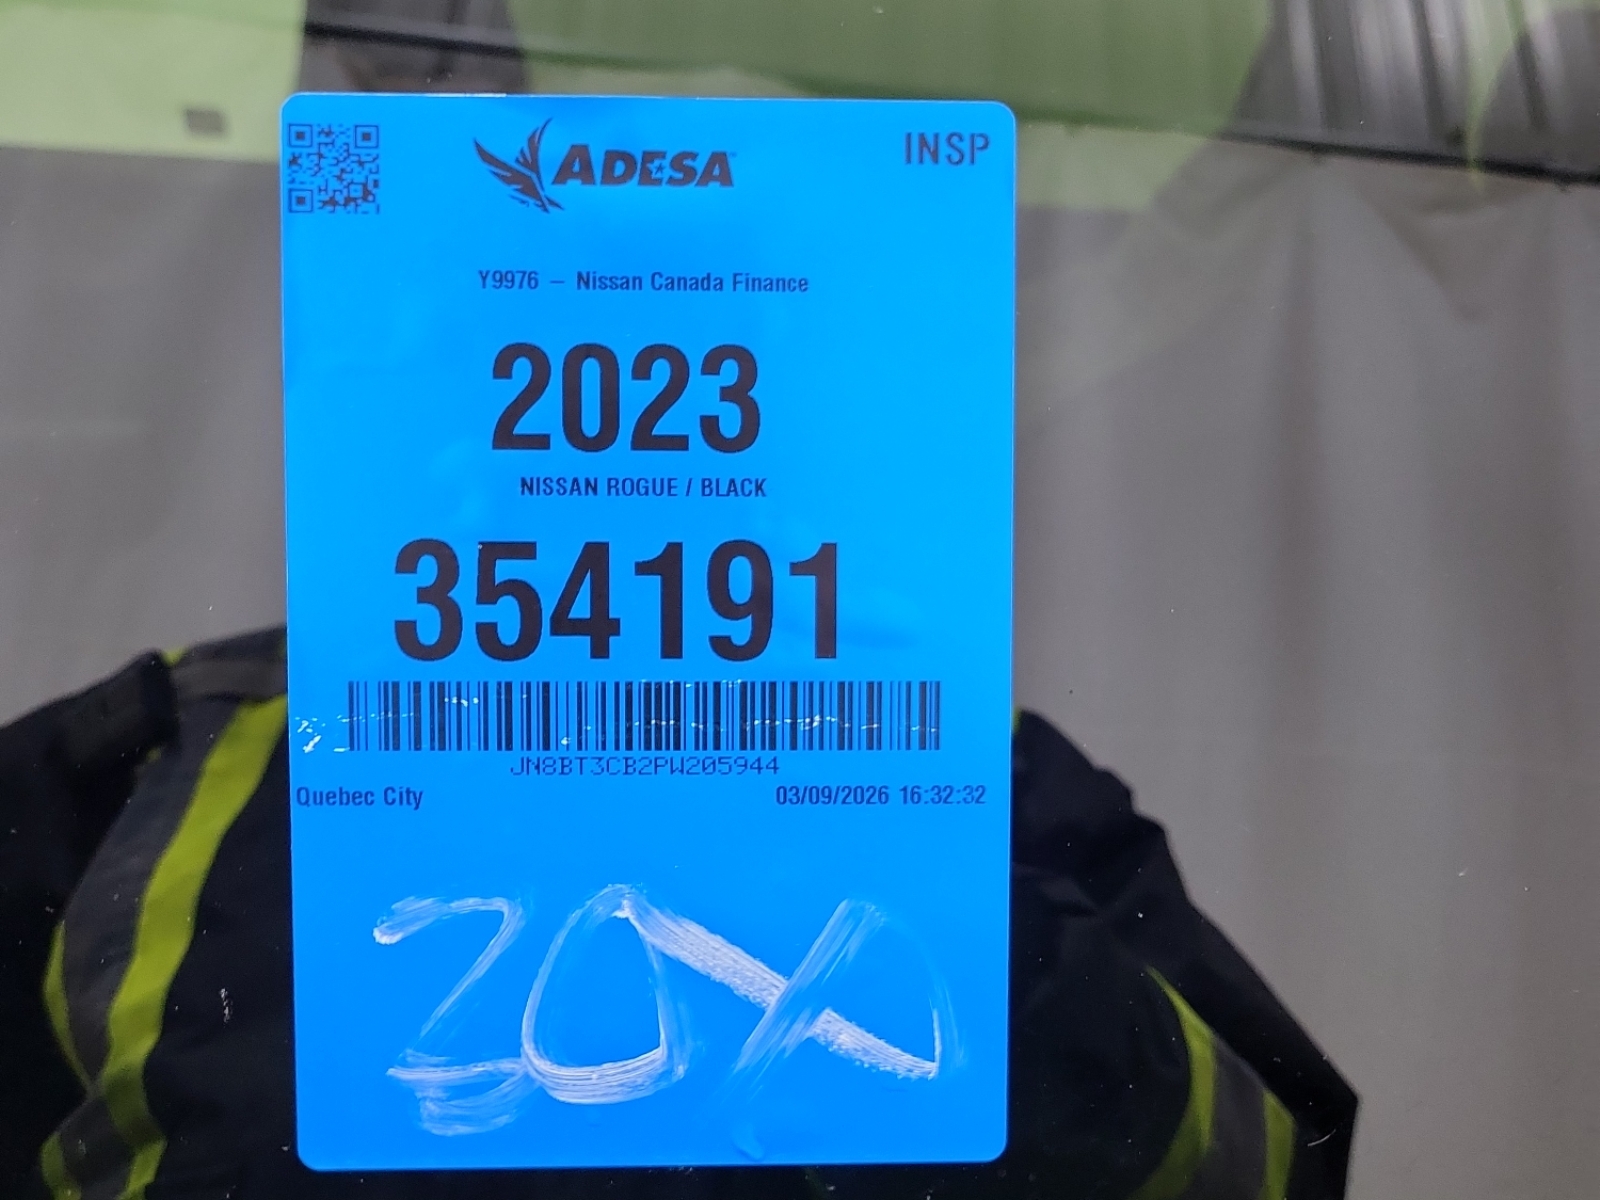 ADESA
INSP
Y9976 – Nissan Canada Finance
2023
NISSAN ROGUE / BLACK
354191
JN8BT3CB2PW205944
Quebec City
03/09/2026 16:32:32